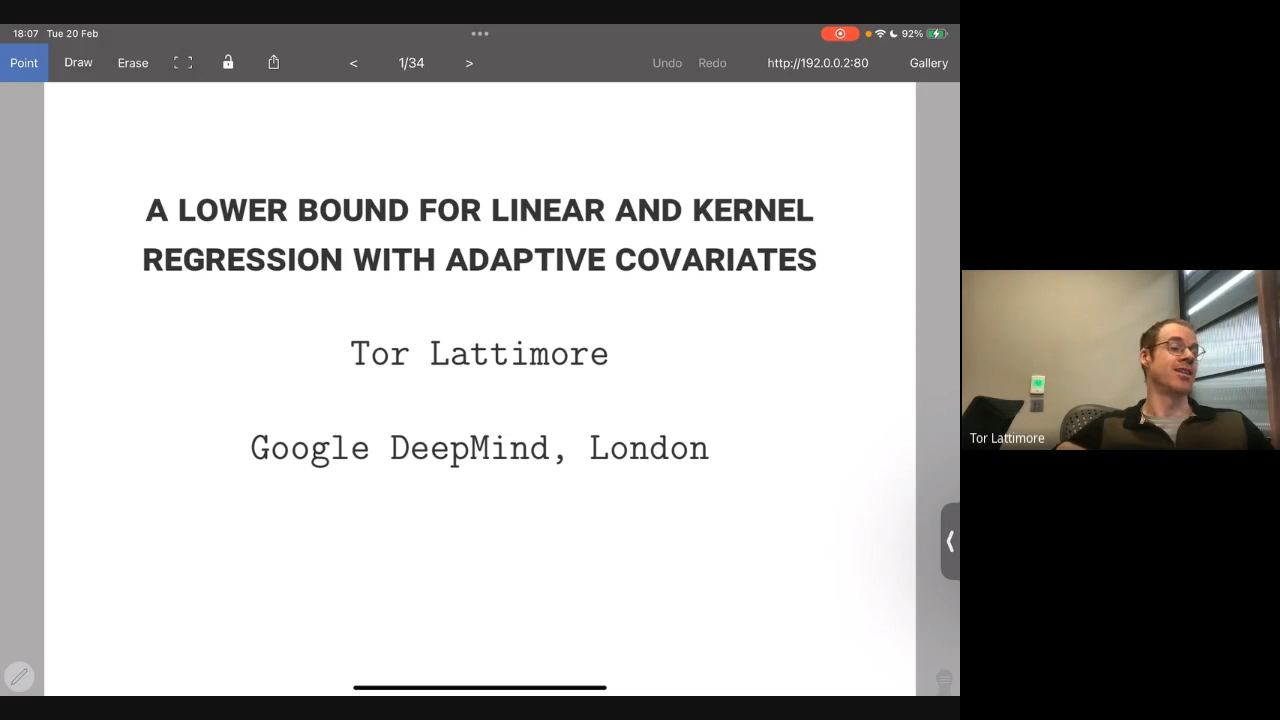 18:07 Tue 20 Feb
92%
Point Draw Erase < 1/34 > Undo Redo http://192.0.0.2:80 Gallery
A LOWER BOUND FOR LINEAR AND KERNEL
REGRESSION WITH ADAPTIVE COVARIATES
Tor Lattimore
Google DeepMind, London
Tor Lattimore